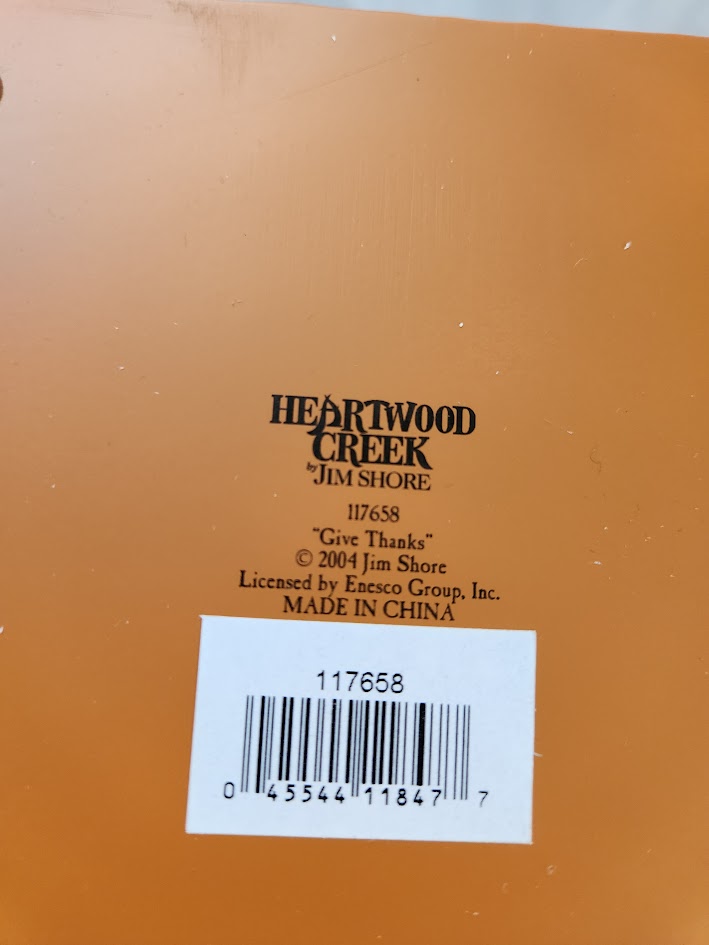 HEARTWOOD
CREEK
by JIM SHORE
117658
"Give Thanks"
© 2004 Jim Shore
Licensed by Enesco Group, Inc.
MADE IN CHINA
117658
0 45544 11847 7